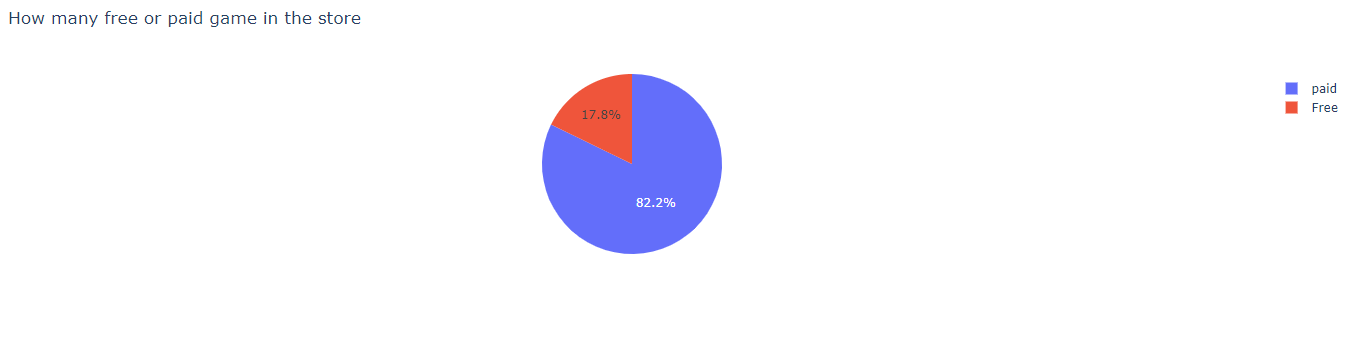 How many free or paid game in the store
paid
Free
17.8%
82.2%